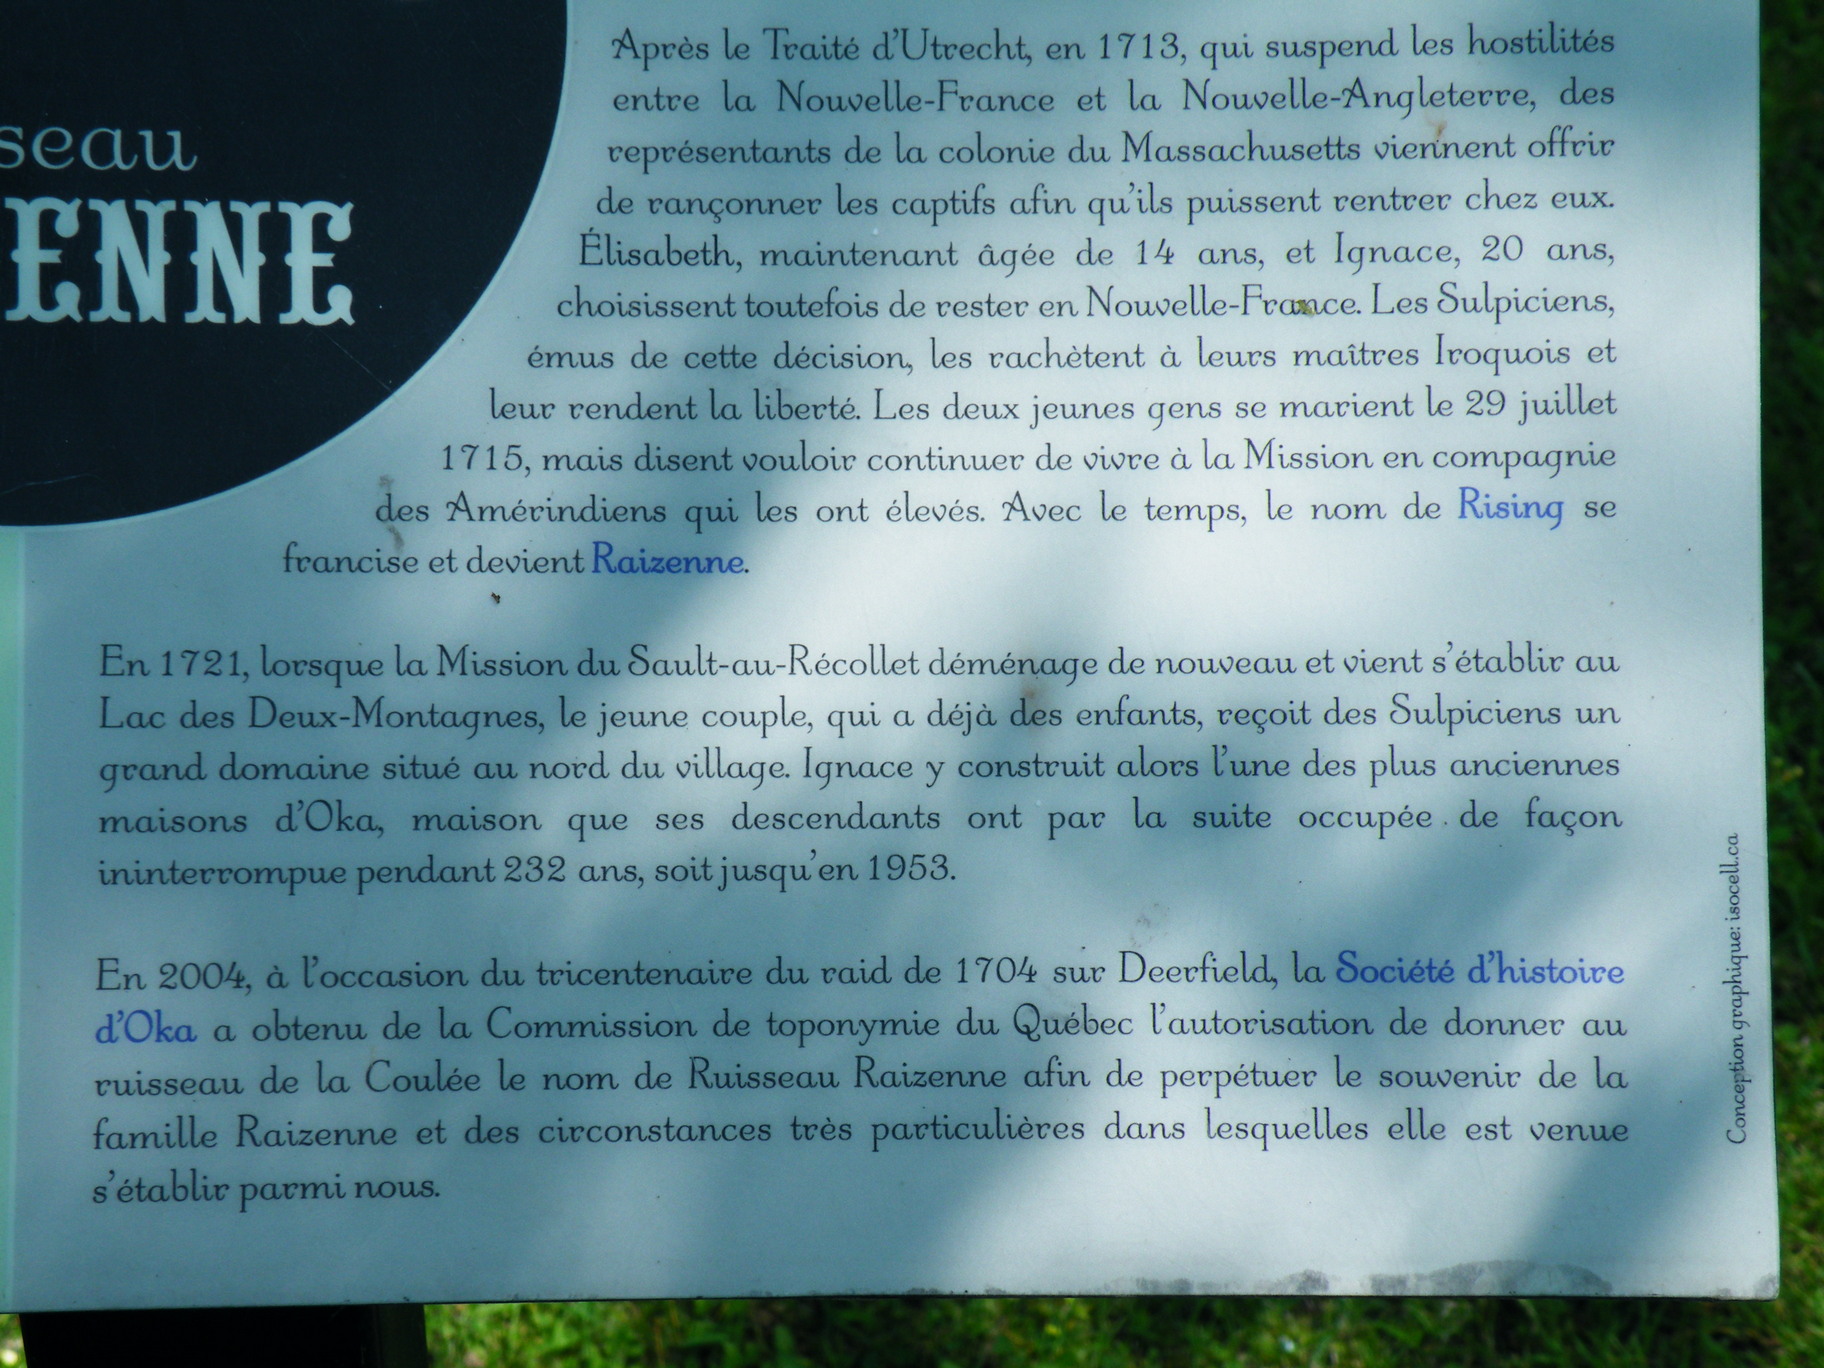 seau
ENNE
Après le Traité d'Utrecht, en 1713, qui suspend les hostilités
entre la Nouvelle-France et la Nouvelle-Angleterre, des
représentants de la colonie du Massachusetts viennent offrir
de rançonner les captifs afin qu'ils puissent rentrer chez eux.
Élisabeth, maintenant âgée de 14 ans, et Ignace, 20 ans,
choisissent toutefois de rester en Nouvelle-France. Les Sulpiciens,
émus de cette décision, les rachètent à leurs maîtres Iroquois et
leur rendent la liberté. Les deux jeunes gens se marient le 29 juillet
1715, mais disent vouloir continuer de vivre à la Mission en compagnie
des Amérindiens qui les ont élevés. Avec le temps, le nom de Rising se
francise et devient Raizenne.
En 1721, lorsque la Mission du Sault-au-Récollet déménage de nouveau et vient s'établir au
Lac des Deux-Montagnes, le jeune couple, qui a déjà des enfants, reçoit des Sulpiciens un
grand domaine situé au nord du village. Ignace y construit alors l'une des plus anciennes
maisons d'Oka, maison que ses descendants ont par la suite occupée de façon
ininterrompue pendant 232 ans, soit jusqu'en 1953.
En 2004, à l'occasion du tricentenaire du raid de 1704 sur Deerfield, la Société d'histoire
d'Oka a obtenu de la Commission de toponymie du Québec l'autorisation de donner au
ruisseau de la Coulée le nom de Ruisseau Raizenne afin de perpétuer le souvenir de la
famille Raizenne et des circonstances très particulières dans lesquelles elle est venue
s'établir parmi nous.
Conception graphique: isocell.ca